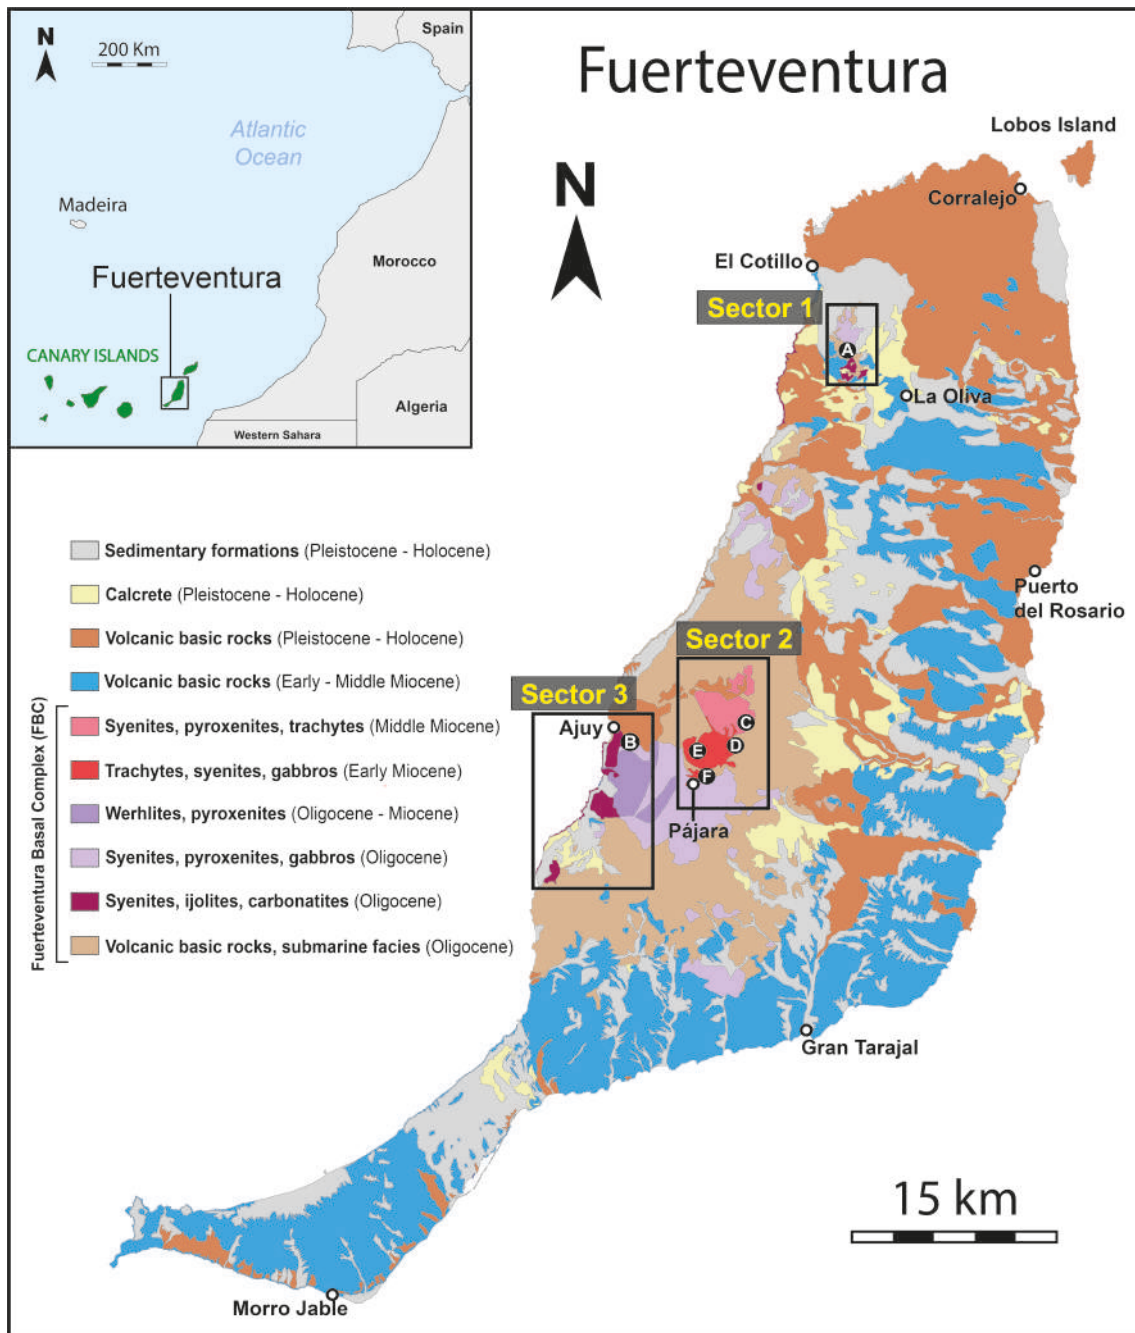 N
200 Km
Spain
Atlantic
Ocean
Madeira
Morocco
Fuerteventura
CANARY ISLANDS
Algeria
Western Sahara
Fuerteventura
Lobos Island
N
Corralejo
El Cotillo
Sector 1
A
La Oliva
Puerto
del Rosario
Sector 2
Sector 3
Ajuy
B
C
D
E
F
Pájara
Gran Tarajal
Morro Jable
15 km
Sedimentary formations (Pleistocene - Holocene)
Calcrete (Pleistocene - Holocene)
Volcanic basic rocks (Pleistocene - Holocene)
Volcanic basic rocks (Early - Middle Miocene)
Fuerteventura Basal Complex (FBC)
Syenites, pyroxenites, trachytes (Middle Miocene)
Trachytes, syenites, gabbros (Early Miocene)
Werhlites, pyroxenites (Oligocene - Miocene)
Syenites, pyroxenites, gabbros (Oligocene)
Syenites, ijolites, carbonatites (Oligocene)
Volcanic basic rocks, submarine facies (Oligocene)